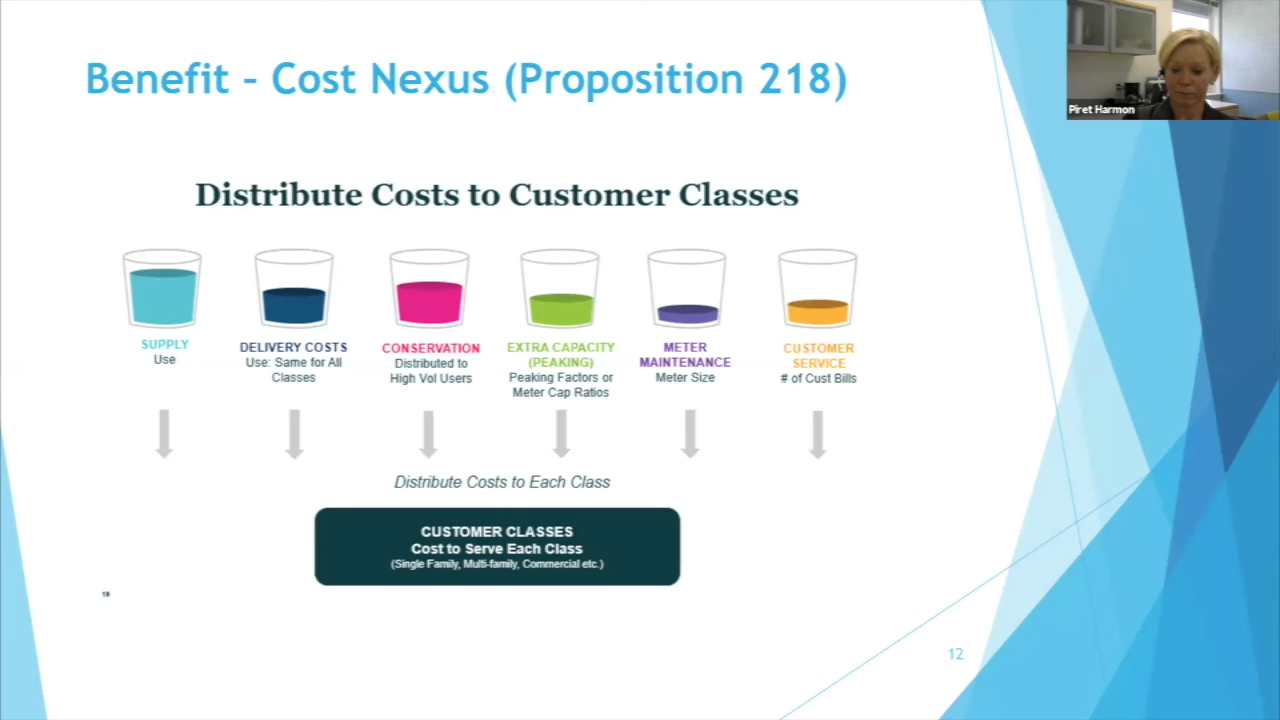 Benefit – Cost Nexus (Proposition 218)
Piret Harmon
Distribute Costs to Customer Classes
SUPPLY
Use
DELIVERY COSTS
Use: Same for All
Classes
CONSERVATION
Distributed to
High Vol Users
EXTRA CAPACITY
(PEAKING)
Peaking Factors or
Meter Cap Ratios
METER
MAINTENANCE
Meter Size
CUSTOMER
SERVICE
# of Cust Bills
Distribute Costs to Each Class
CUSTOMER CLASSES
Cost to Serve Each Class
(Single Family, Multi-family, Commercial etc.)
12